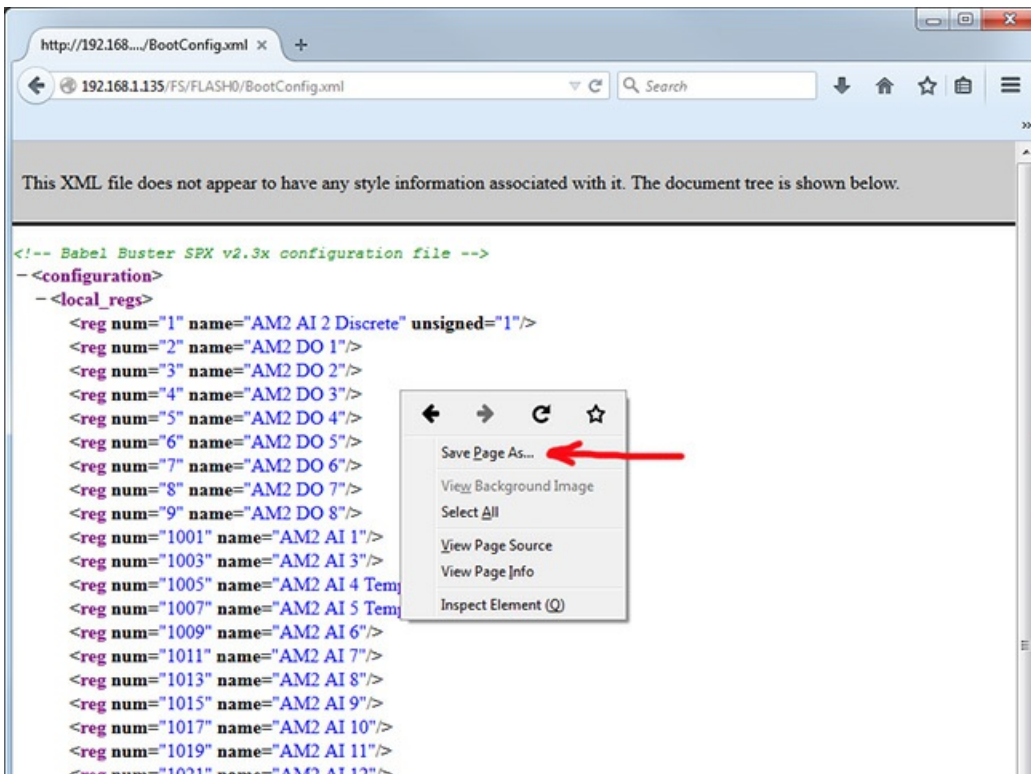 http://192.168..../BootConfig.xml
192.168.1.135/FS/FLASH0/BootConfig.xml
Search
This XML file does not appear to have any style information associated with it. The document tree is shown below.
<!-- Babel Buster SPX v2.3x configuration file -->
−<configuration>
−<local_regs>
<reg num="1" name="AM2 AI 2 Discrete" unsigned="1"/>
<reg num="2" name="AM2 DO 1"/>
<reg num="3" name="AM2 DO 2"/>
<reg num="4" name="AM2 DO 3"/>
<reg num="5" name="AM2 DO 4"/>
<reg num="6" name="AM2 DO 5"/>
<reg num="7" name="AM2 DO 6"/>
<reg num="8" name="AM2 DO 7"/>
<reg num="9" name="AM2 DO 8"/>
<reg num="1001" name="AM2 AI 1"/>
<reg num="1003" name="AM2 AI 3"/>
<reg num="1005" name="AM2 AI 4 Temp
<reg num="1007" name="AM2 AI 5 Temp
<reg num="1009" name="AM2 AI 6"/>
<reg num="1011" name="AM2 AI 7"/>
<reg num="1013" name="AM2 AI 8"/>
<reg num="1015" name="AM2 AI 9"/>
<reg num="1017" name="AM2 AI 10"/>
<reg num="1019" name="AM2 AI 11"/>
<reg num="1021" name="AM2 AI 12"/>
Save Page As...
View Background Image
Select All
View Page Source
View Page Info
Inspect Element (Q)